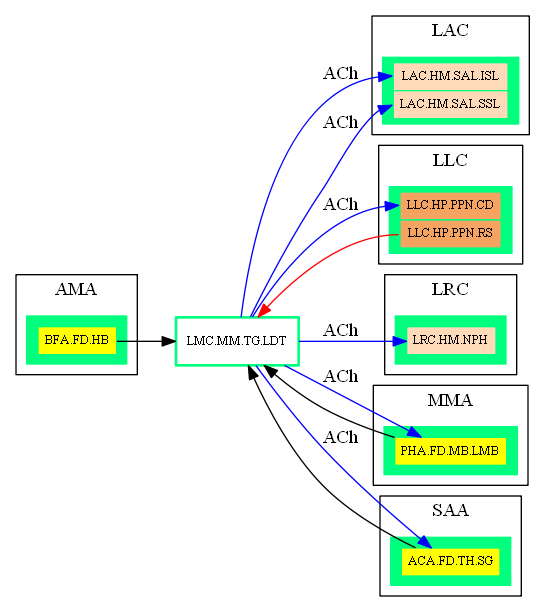 LAC
ACh
LAC.HM.SAL.ISL
LAC.HM.SAL.SSL
ACh
LLC
ACh
LLC.HP.PPN.CD
LLC.HP.PPN.RS
AMA
LRC
BFA.FD.HB
LMC.MM.TG.LDT
ACh
LRC.HM.NPH
ACh
MMA
PHA.FD.MB.LMB
ACh
SAA
ACA.FD.TH.SG